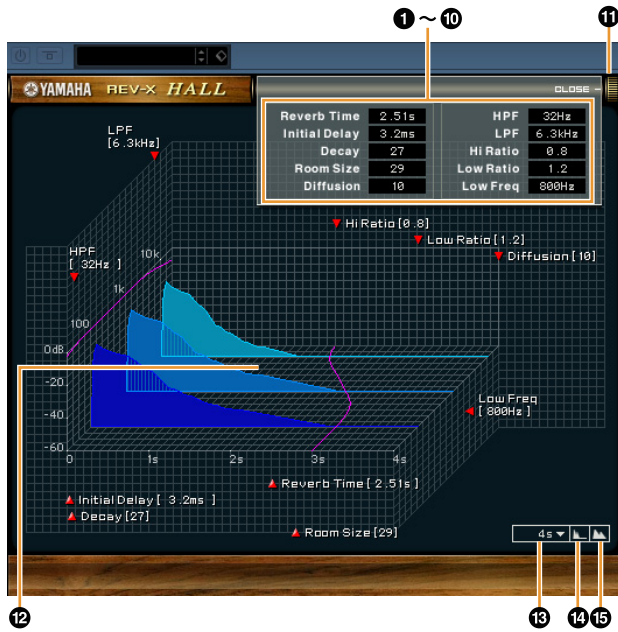 ❶～❿ ⓫
YAMAHA REV-X HALL
CLOSE –
Reverb Time 2.51s HPF 32Hz
Initial Delay 3.2ms LPF 6.3kHz
Decay 27 Hi Ratio 0.8
Room Size 29 Low Ratio 1.2
Diffusion 10 Low Freq 800Hz
LPF
[6.3kHz]
Hi Ratio [0.8]
Low Ratio [1.2]
Diffusion [10]
HPF
[ 32Hz ]
10k
1k
100
0dB
-20
-40
-60
0 1s 2s 3s 4s
Low Freq
[ 800Hz ]
Reverb Time [ 2.51s ]
Initial Delay [ 3.2ms ]
Decay [27]
Room Size [29]
4s
⓬ ⓭ ⓮ ⓯